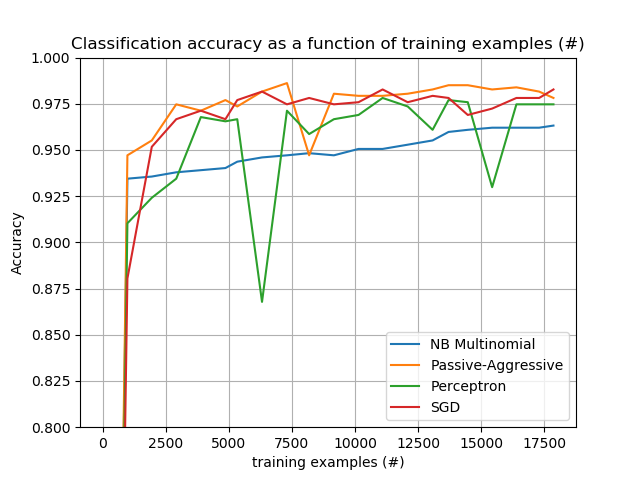 Classification accuracy as a function of training examples (#)
1.000
0.975
0.950
0.925
0.900
0.875
0.850
0.825
0.800
Accuracy
NB Multinomial
Passive-Aggressive
Perceptron
SGD
0 2500 5000 7500 10000 12500 15000 17500
training examples (#)